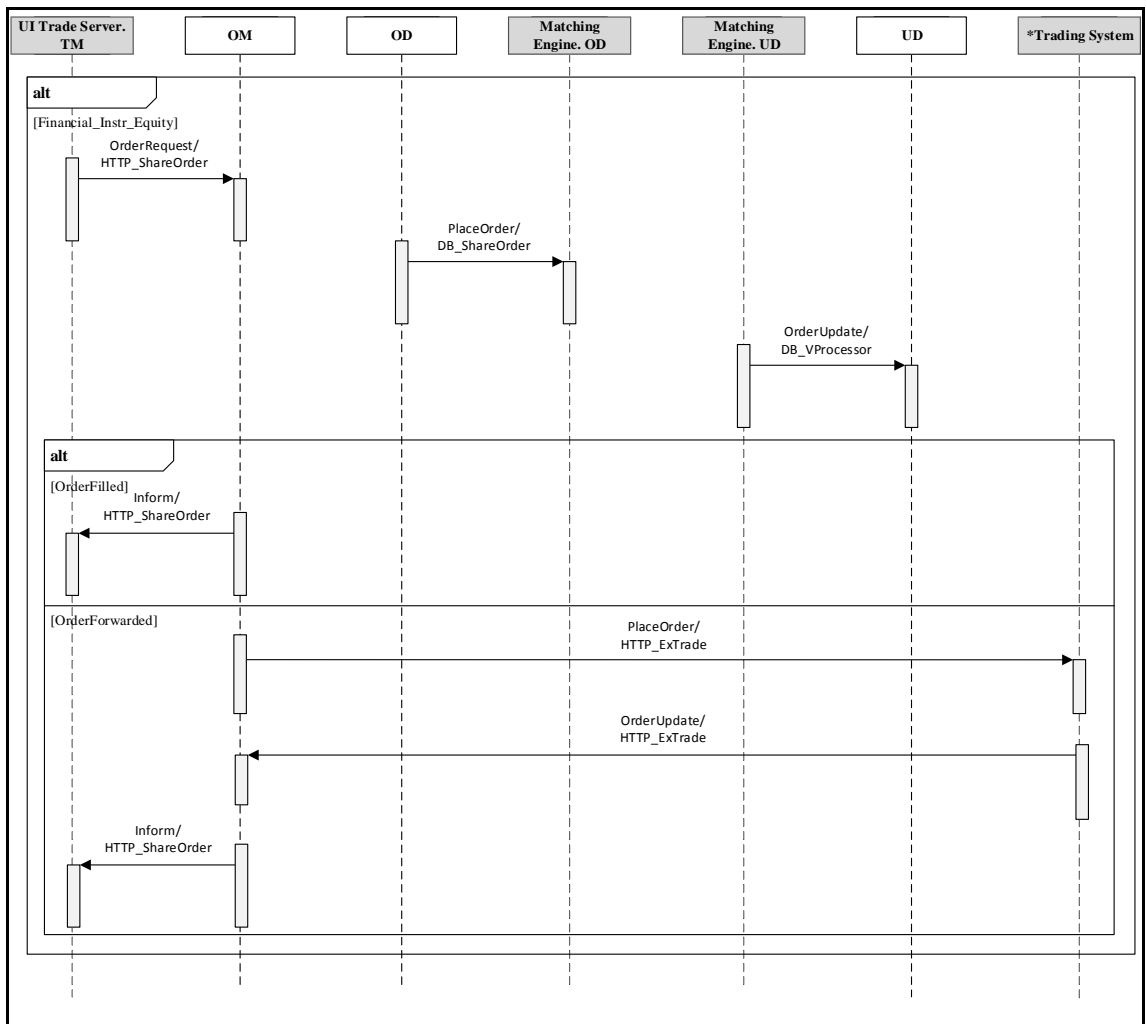 UI Trade Server.
TM
OM
OD
Matching
Engine. OD
Matching
Engine. UD
UD
*Trading System
alt
[Financial_Instr_Equity]
OrderRequest/
HTTP_ShareOrder
PlaceOrder/
DB_ShareOrder
OrderUpdate/
DB_VProcessor
alt
[OrderFilled]
Inform/
HTTP_ShareOrder
[OrderForwarded]
PlaceOrder/
HTTP_ExTrade
OrderUpdate/
HTTP_ExTrade
Inform/
HTTP_ShareOrder